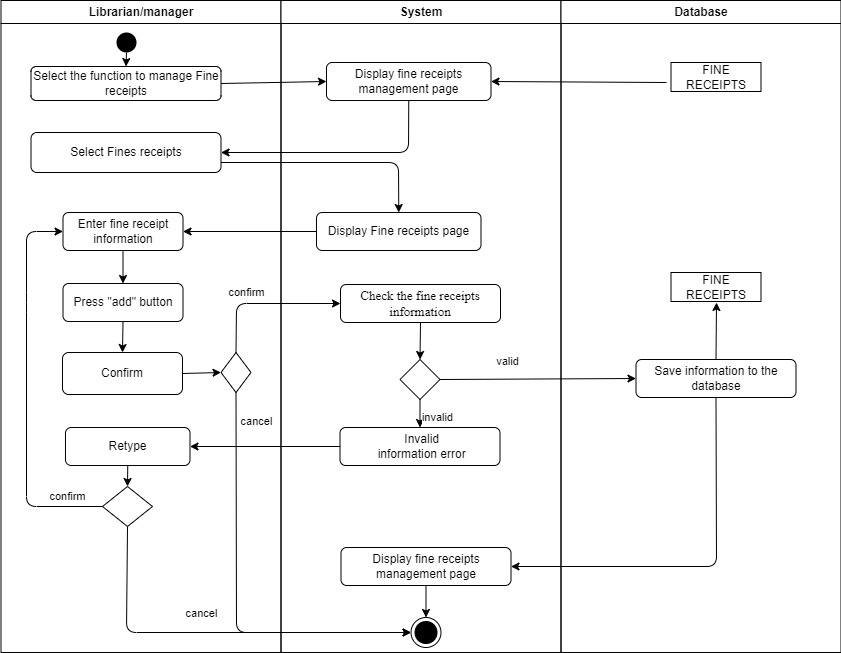 Librarian/manager
System
Database
Select the function to manage Fine
receipts
Display fine receipts
management page
FINE
RECEIPTS
Select Fines receipts
Enter fine receipt
information
Display Fine receipts page
Press "add" button
confirm
Check the fine receipts
information
FINE
RECEIPTS
Confirm
valid
Save information to the
database
cancel
invalid
Retype
Invalid
information error
confirm
Display fine receipts
management page
cancel